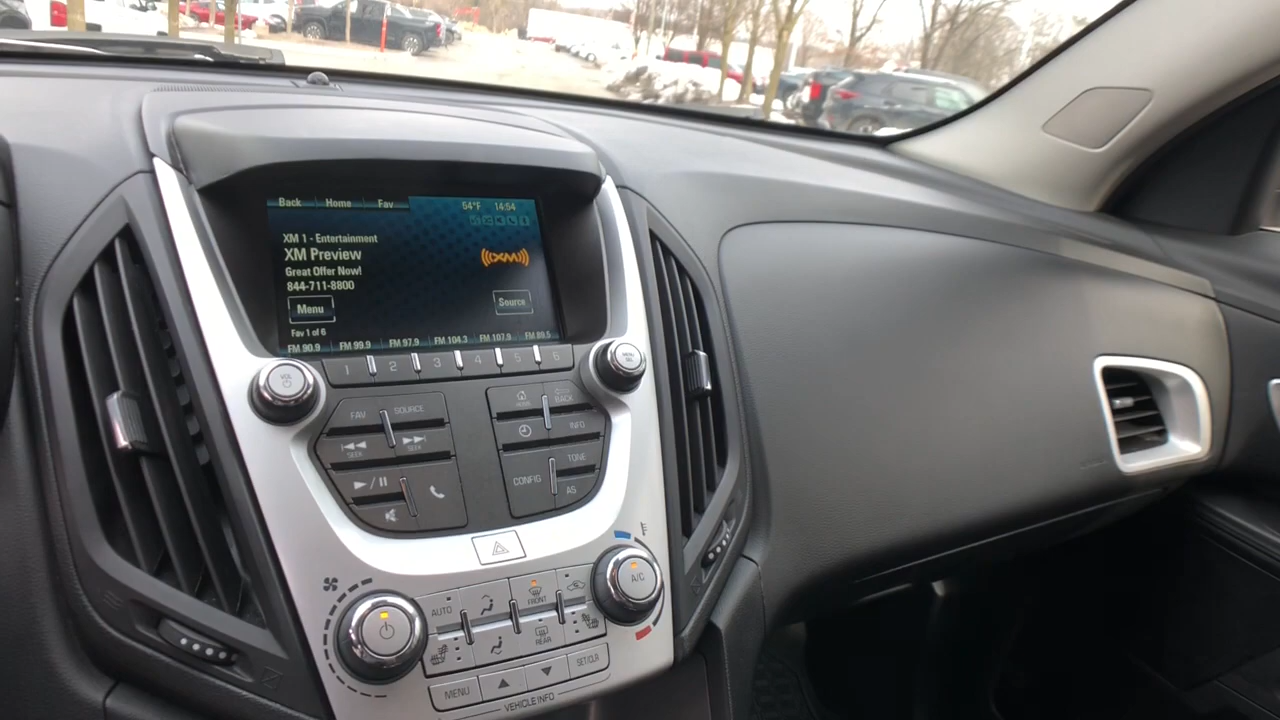 Back Home Fav 54°F 14:54
XM 1 - Entertainment
XM Preview
((XM))
Great Offer Now!
844-711-8800
Menu Source
Fav 1 of 6
FM 90.9 FM 99.9 FM 97.9 FM 104.3 FM 107.9 FM 89.5
1 2 3 4 5 6
VOL
MENU SEL
FAV SOURCE
HOME BACK
SEEK SEEK
INFO
TONE
CONFIG
AS
A/C
AUTO
FRONT
REAR
MENU SET/CLR
VEHICLE INFO